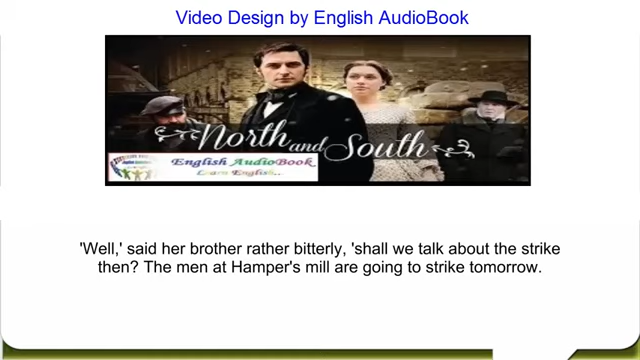 Video Design by English AudioBook
North and South
English AudioBook
Learn English...
'Well,' said her brother rather bitterly, 'shall we talk about the strike
then? The men at Hamper's mill are going to strike tomorrow.